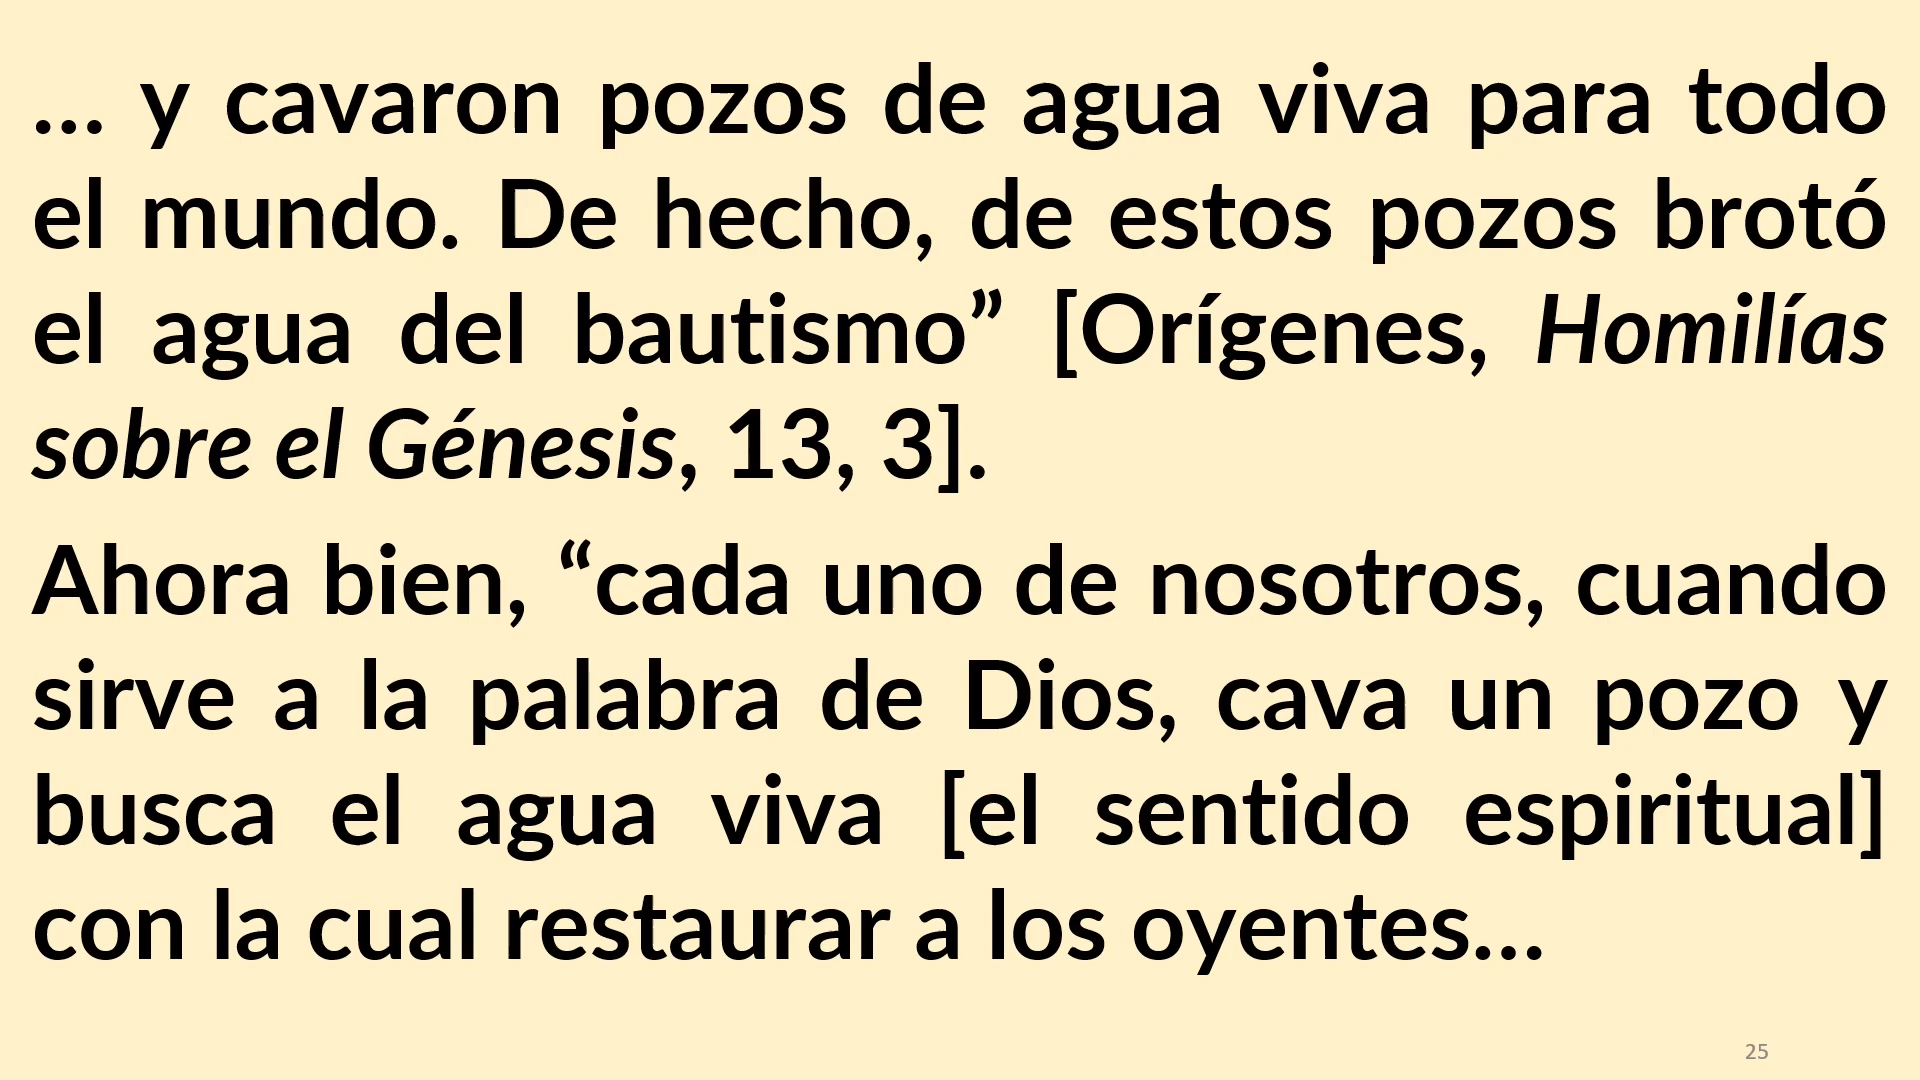 … y cavaron pozos de agua viva para todo
el mundo. De hecho, de estos pozos brotó
el agua del bautismo” [Orígenes, Homilías
sobre el Génesis, 13, 3].
Ahora bien, “cada uno de nosotros, cuando
sirve a la palabra de Dios, cava un pozo y
busca el agua viva [el sentido espiritual]
con la cual restaurar a los oyentes…
25